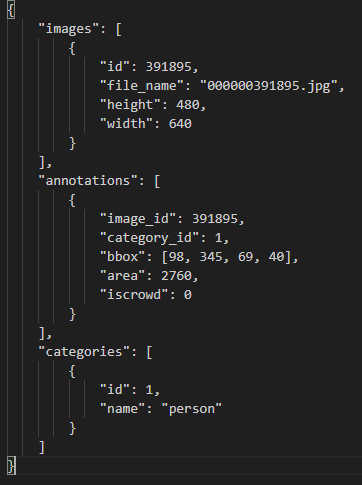 {
"images": [
{
"id": 391895,
"file_name": "000000391895.jpg",
"height": 480,
"width": 640
}
],
"annotations": [
{
"image_id": 391895,
"category_id": 1,
"bbox": [98, 345, 69, 40],
"area": 2760,
"iscrowd": 0
}
],
"categories": [
{
"id": 1,
"name": "person"
}
]
}